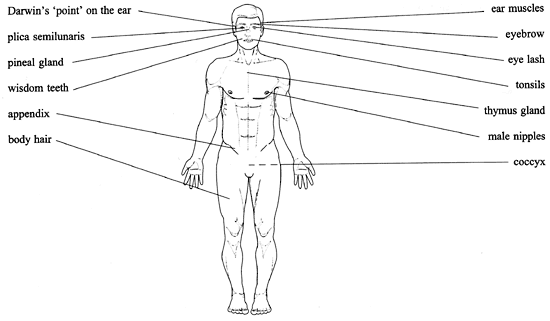 Darwin's 'point' on the ear
plica semilunaris
pineal gland
wisdom teeth
appendix
body hair
ear muscles
eyebrow
eye lash
tonsils
thymus gland
male nipples
coccyx